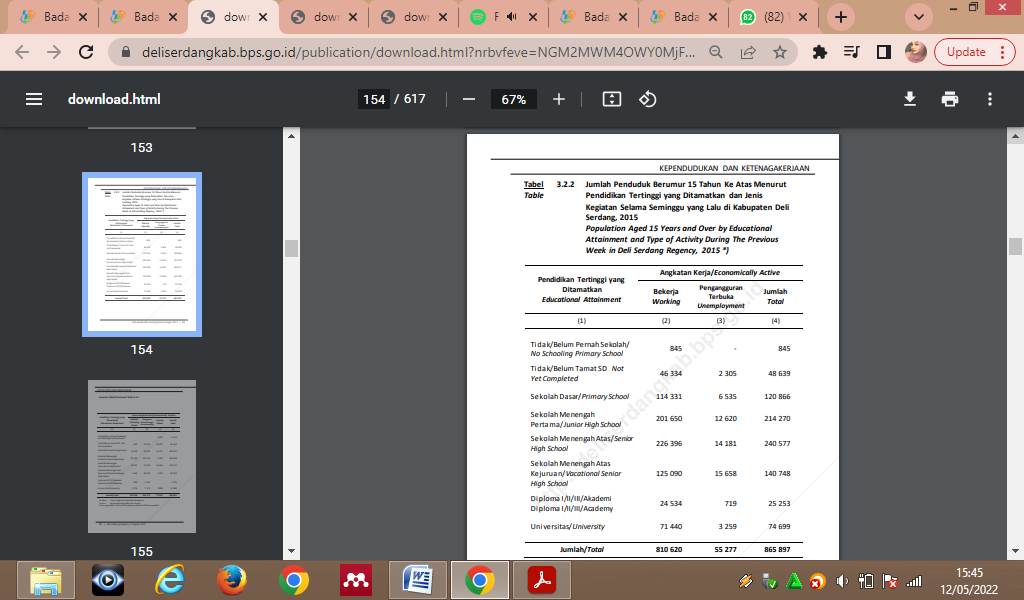 Bada
Bada
down
down
down
F
Bada
Bada
82
(82)
deliserdangkab.bps.go.id/publication/download.html?nrbvfeve=NGM2MWM4OWY0MjF...
Update
download.html
154 / 617
67%
153
154
155
KEPENDUDUKAN DAN KETENAGAKERJAAN
Tabel 3.2.2 Jumlah Penduduk Berumur 15 Tahun Ke Atas Menurut
Table Pendidikan Tertinggi yang Ditamatkan dan Jenis
Kegiatan Selama Seminggu yang Lalu di Kabupaten Deli
Serdang, 2015
Population Aged 15 Years and Over by Educational
Attainment and Type of Activity During The Previous
Week in Deli Serdang Regency, 2015 *)
Pendidikan Tertinggi yang
Ditamatkan
Educational Attainment
Angkatan Kerja/Economically Active
Bekerja
Working
Pengangguran
Terbuka
Unemployment
Jumlah
Total
(1) (2) (3) (4)
Tidak/Belum Pernah Sekolah/
No Schooling Primary School 845 - 845
Tidak/Belum Tamat SD Not
Yet Completed 46 334 2 305 48 639
Sekolah Dasar/Primary School 114 331 6 535 120 866
Sekolah Menengah
Pertama/Junior High School 201 650 12 620 214 270
Sekolah Menengah Atas/Senior
High School 226 396 14 181 240 577
Sekolah Menengah Atas
Kejuruan/Vacational Senior
High School 125 090 15 658 140 748
Diploma I/II/III/Akademi
Diploma I/II/III/Academy 24 534 719 25 253
Universitas/University 71 440 3 259 74 699
Jumlah/Total 810 620 55 277 865 897
deliserdangkab.bps.go.id
15:45
12/05/2022